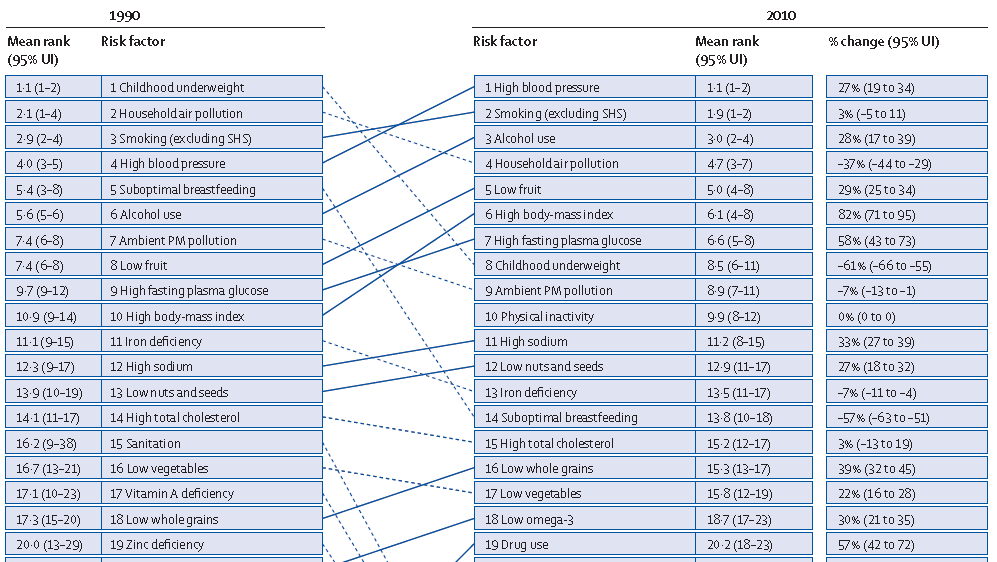 1990
2010
Mean rank (95% UI) Risk factor
Risk factor Mean rank (95% UI) % change (95% UI)
1·1 (1–2) 1 Childhood underweight 1 High blood pressure 1·1 (1–2) 27% (19 to 34)
2·1 (1–4) 2 Household air pollution 2 Smoking (excluding SHS) 1·9 (1–2) 3% (–5 to 11)
2·9 (2–4) 3 Smoking (excluding SHS) 3 Alcohol use 3·0 (2–4) 28% (17 to 39)
4·0 (3–5) 4 High blood pressure 4 Household air pollution 4·7 (3–7) –37% (–44 to –29)
5·4 (3–8) 5 Suboptimal breastfeeding 5 Low fruit 5·0 (4–8) 29% (25 to 34)
5·6 (5–6) 6 Alcohol use 6 High body-mass index 6·1 (4–8) 82% (71 to 95)
7·4 (6–8) 7 Ambient PM pollution 7 High fasting plasma glucose 6·6 (5–8) 58% (43 to 73)
7·4 (6–8) 8 Low fruit 8 Childhood underweight 8·5 (6–11) –61% (–66 to –55)
9·7 (9–12) 9 High fasting plasma glucose 9 Ambient PM pollution 8·9 (7–11) –7% (–13 to –1)
10·9 (9–14) 10 High body-mass index 10 Physical inactivity 9·9 (8–12) 0% (0 to 0)
11·1 (9–15) 11 Iron deficiency 11 High sodium 11·2 (8–15) 33% (27 to 39)
12·3 (9–17) 12 High sodium 12 Low nuts and seeds 12·9 (11–17) 27% (18 to 32)
13·9 (10–19) 13 Low nuts and seeds 13 Iron deficiency 13·5 (11–17) –7% (–11 to –4)
14·1 (11–17) 14 High total cholesterol 14 Suboptimal breastfeeding 13·8 (10–18) –57% (–63 to –51)
16·2 (9–38) 15 Sanitation 15 High total cholesterol 15·2 (12–17) 3% (–13 to 19)
16·7 (13–21) 16 Low vegetables 16 Low whole grains 15·3 (13–17) 39% (32 to 45)
17·1 (10–23) 17 Vitamin A deficiency 17 Low vegetables 15·8 (12–19) 22% (16 to 28)
17·3 (15–20) 18 Low whole grains 18 Low omega-3 18·7 (17–23) 30% (21 to 35)
20·0 (13–29) 19 Zinc deficiency 19 Drug use 20·2 (18–23) 57% (42 to 72)